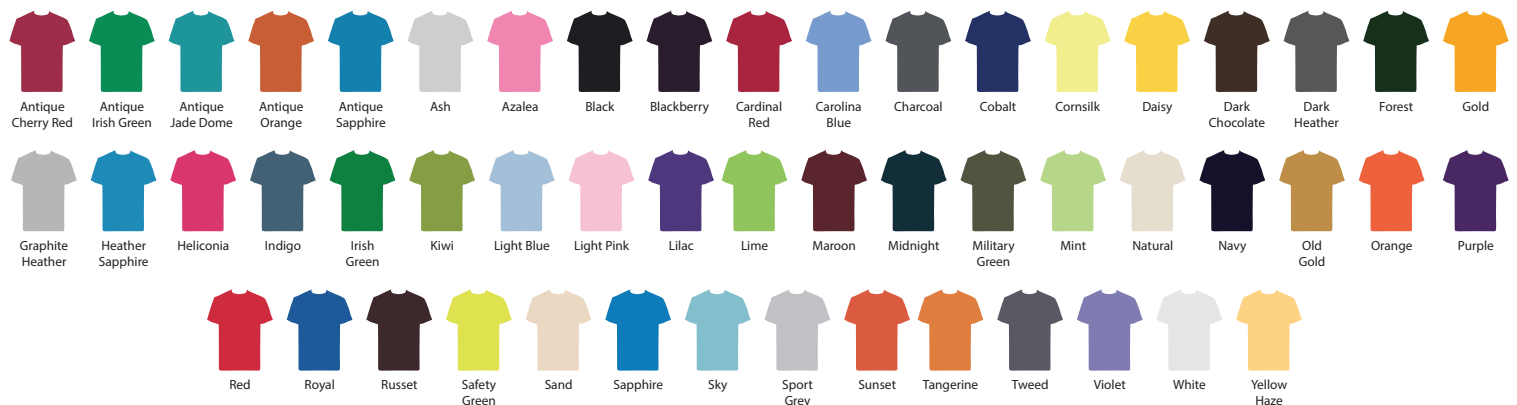 Antique Cherry Red
Antique Irish Green
Antique Jade Dome
Antique Orange
Antique Sapphire
Ash
Azalea
Black
Blackberry
Cardinal Red
Carolina Blue
Charcoal
Cobalt
Cornsilk
Daisy
Dark Chocolate
Dark Heather
Forest
Gold
Graphite Heather
Heather Sapphire
Heliconia
Indigo
Irish Green
Kiwi
Light Blue
Light Pink
Lilac
Lime
Maroon
Midnight
Military Green
Mint
Natural
Navy
Old Gold
Orange
Purple
Red
Royal
Russet
Safety Green
Sand
Sapphire
Sky
Sport Grey
Sunset
Tangerine
Tweed
Violet
White
Yellow Haze